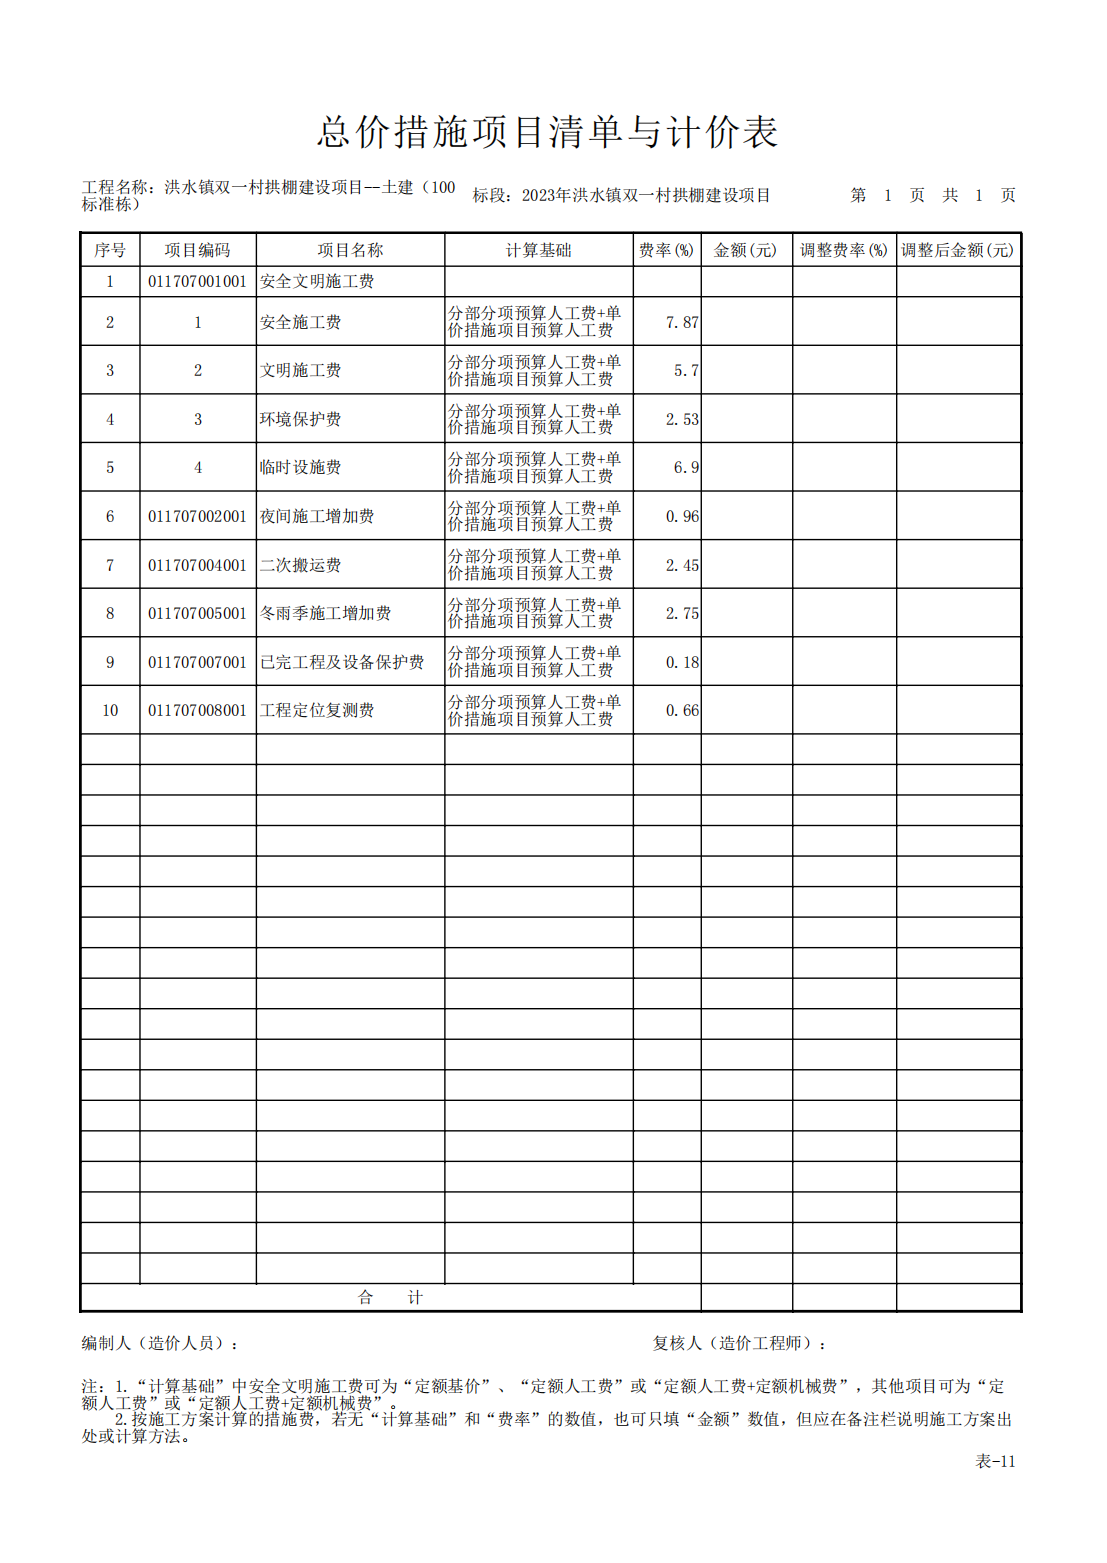 总价措施项目清单与计价表
工程名称：洪水镇双一村拱棚建设项目--土建（100
标准栋）
标段：2023年洪水镇双一村拱棚建设项目
第 1 页 共 1 页
序号 项目编码 项目名称 计算基础 费率(%) 金额(元) 调整费率(%) 调整后金额(元)
1 011707001001 安全文明施工费
2 1 安全施工费 分部分项预算人工费+单
价措施项目预算人工费 7.87
3 2 文明施工费 分部分项预算人工费+单
价措施项目预算人工费 5.7
4 3 环境保护费 分部分项预算人工费+单
价措施项目预算人工费 2.53
5 4 临时设施费 分部分项预算人工费+单
价措施项目预算人工费 6.9
6 011707002001 夜间施工增加费 分部分项预算人工费+单
价措施项目预算人工费 0.96
7 011707004001 二次搬运费 分部分项预算人工费+单
价措施项目预算人工费 2.45
8 011707005001 冬雨季施工增加费 分部分项预算人工费+单
价措施项目预算人工费 2.75
9 011707007001 已完工程及设备保护费 分部分项预算人工费+单
价措施项目预算人工费 0.18
10 011707008001 工程定位复测费 分部分项预算人工费+单
价措施项目预算人工费 0.66
合 计
编制人（造价人员）： 复核人（造价工程师）：
注：1.“计算基础”中安全文明施工费可为“定额基价”、“定额人工费”或“定额人工费+定额机械费”，其他项目可为“定
额人工费”或“定额人工费+定额机械费”。
2.按施工方案计算的措施费，若无“计算基础”和“费率”的数值，也可只填“金额”数值，但应在备注栏说明施工方案出
处或计算方法。
表-11